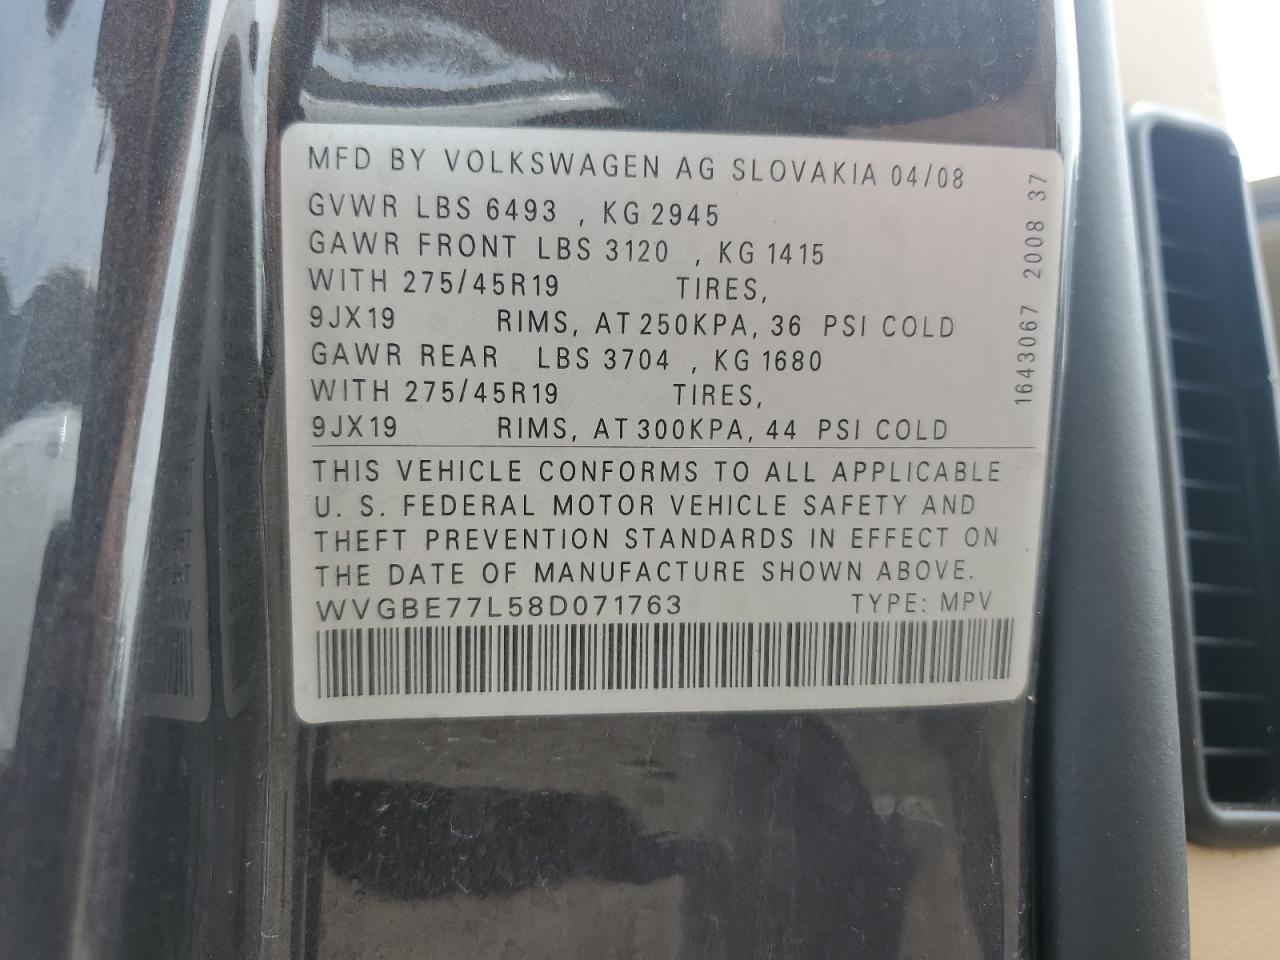 MFD BY VOLKSWAGEN AG SLOVAKIA 04/08
GVWR LBS 6493 , KG 2945
GAWR FRONT LBS 3120 , KG 1415
WITH 275/45R19 TIRES,
9JX19 RIMS, AT 250KPA, 36 PSI COLD
GAWR REAR LBS 3704 , KG 1680
WITH 275/45R19 TIRES,
9JX19 RIMS, AT 300KPA, 44 PSI COLD
THIS VEHICLE CONFORMS TO ALL APPLICABLE
U. S. FEDERAL MOTOR VEHICLE SAFETY AND
THEFT PREVENTION STANDARDS IN EFFECT ON
THE DATE OF MANUFACTURE SHOWN ABOVE.
WVGBE77L58D071763 TYPE: MPV
1643067 2008 37